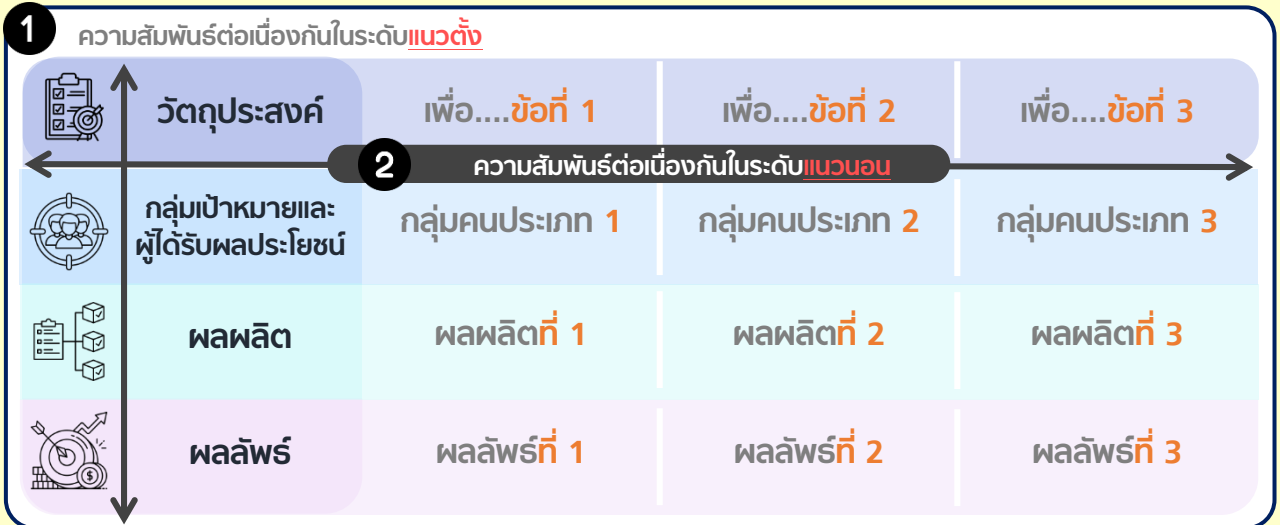 1
ความสัมพันธ์ต่อเนื่องกันในระดับแนวตั้ง
วัตถุประสงค์ เพื่อ....ข้อที่ 1 เพื่อ....ข้อที่ 2 เพื่อ....ข้อที่ 3
2 ความสัมพันธ์ต่อเนื่องกันในระดับแนวนอน
กลุ่มเป้าหมายและ
ผู้ได้รับผลประโยชน์
กลุ่มคนประเภท 1 กลุ่มคนประเภท 2 กลุ่มคนประเภท 3
ผลผลิต ผลผลิตที่ 1 ผลผลิตที่ 2 ผลผลิตที่ 3
ผลลัพธ์ ผลลัพธ์ที่ 1 ผลลัพธ์ที่ 2 ผลลัพธ์ที่ 3